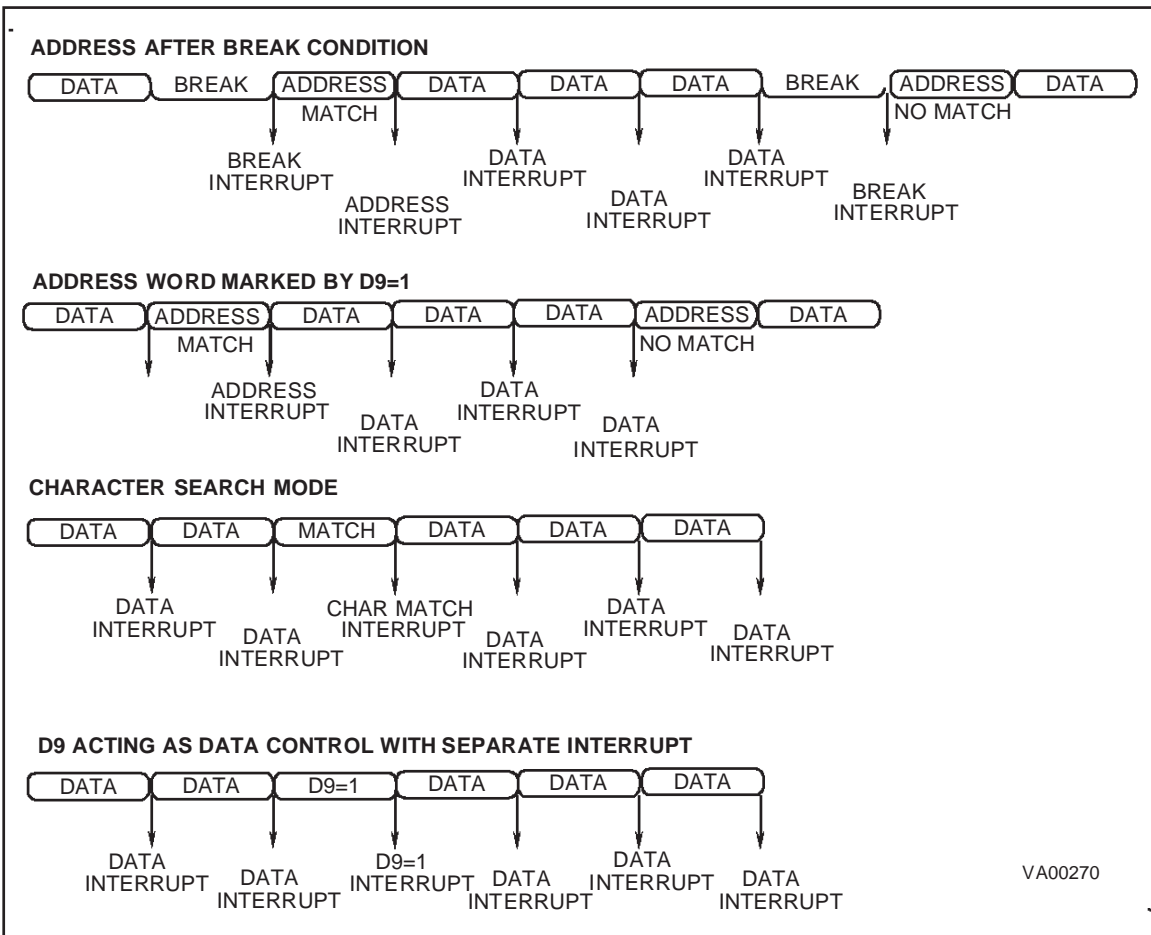 ADDRESS AFTER BREAK CONDITION
DATA BREAK ADDRESS DATA DATA DATA BREAK ADDRESS DATA
MATCH NO MATCH
BREAK INTERRUPT
ADDRESS INTERRUPT
DATA INTERRUPT
DATA INTERRUPT
DATA INTERRUPT
BREAK INTERRUPT
ADDRESS WORD MARKED BY D9=1
DATA ADDRESS DATA DATA DATA ADDRESS DATA
MATCH NO MATCH
ADDRESS INTERRUPT
DATA INTERRUPT
DATA INTERRUPT
DATA INTERRUPT
CHARACTER SEARCH MODE
DATA DATA MATCH DATA DATA DATA
DATA INTERRUPT
DATA INTERRUPT
CHAR MATCH INTERRUPT
DATA INTERRUPT
DATA INTERRUPT
DATA INTERRUPT
D9 ACTING AS DATA CONTROL WITH SEPARATE INTERRUPT
DATA DATA D9=1 DATA DATA DATA
DATA INTERRUPT
DATA INTERRUPT
D9=1 INTERRUPT
DATA INTERRUPT
DATA INTERRUPT
DATA INTERRUPT
VA00270